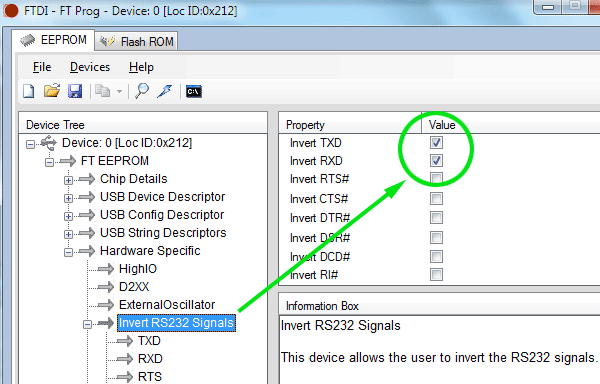 FTDI - FT Prog - Device: 0 [Loc ID:0x212]
EEPROM Flash ROM
File Devices Help
C:\
Device Tree
Device: 0 [Loc ID:0x212]
FT EEPROM
Chip Details
USB Device Descriptor
USB Config Descriptor
USB String Descriptors
Hardware Specific
HighIO
D2XX
ExternalOscillator
Invert RS232 Signals
TXD
RXD
RTS
Property Value
Invert TXD
Invert RXD
Invert RTS#
Invert CTS#
Invert DTR#
Invert DSR#
Invert DCD#
Invert RI#
Information Box
Invert RS232 Signals
This device allows the user to invert the RS232 signals.